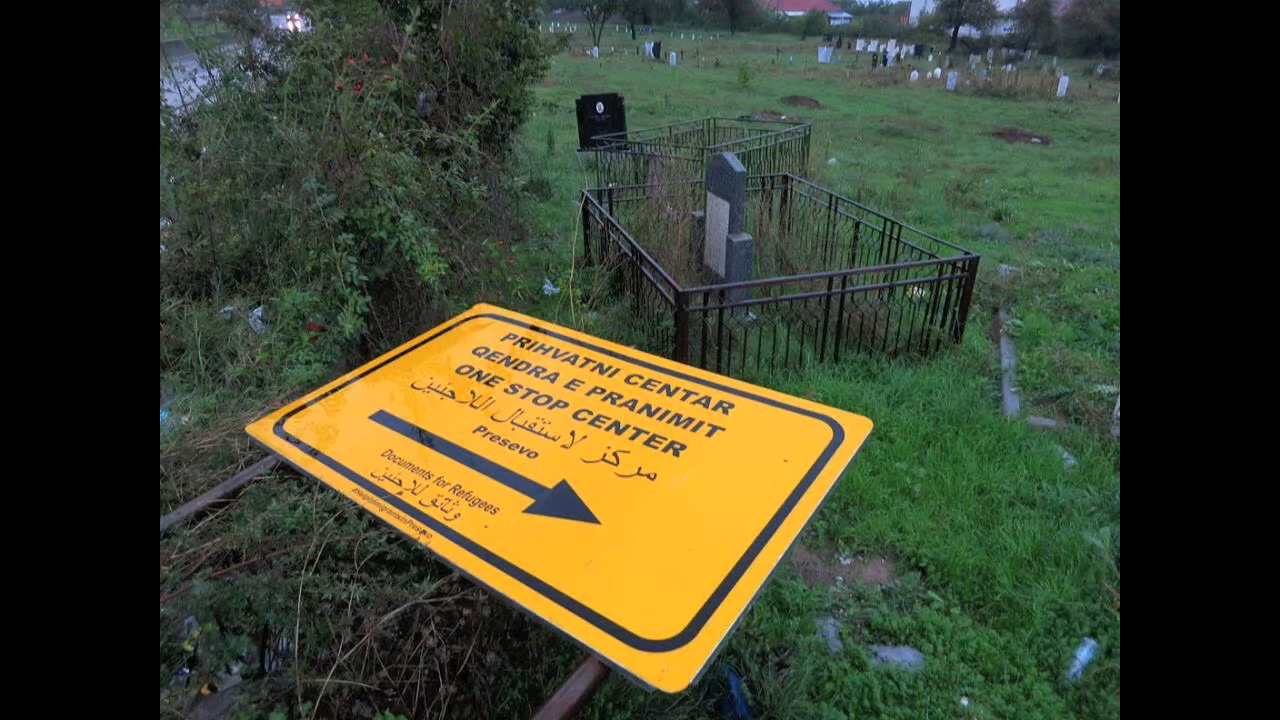 PRIHVATNI CENTAR
QENDRA E PRANIMIT
ONE STOP CENTER
مركز لاستقبال اللاجئين
Presevo
Documents for Refugees
وثائق للاجئين